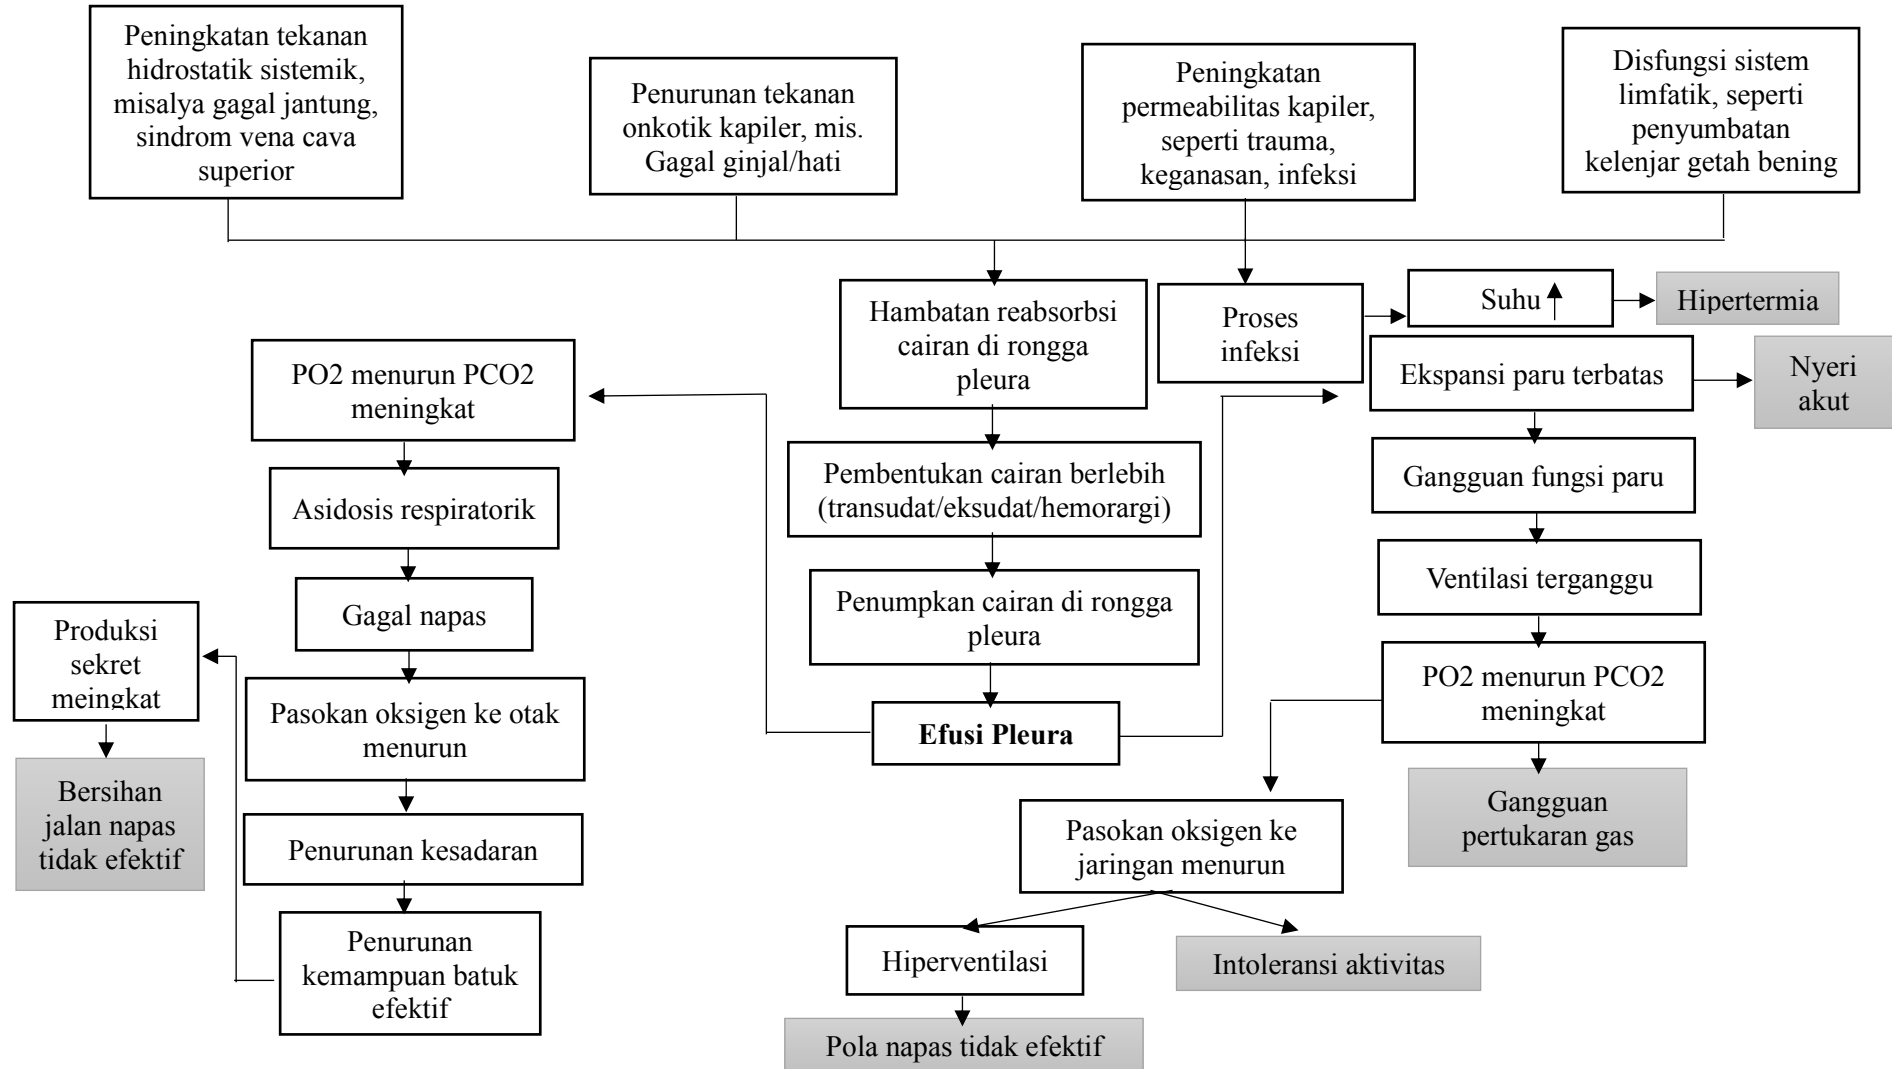 Peningkatan tekanan
hidrostatik sistemik,
misalya gagal jantung,
sindrom vena cava
superior
Penurunan tekanan
onkotik kapiler, mis.
Gagal ginjal/hati
Peningkatan
permeabilitas kapiler,
seperti trauma,
keganasan, infeksi
Disfungsi sistem
limfatik, seperti
penyumbatan
kelenjar getah bening
Hambatan reabsorbsi
cairan di rongga
pleura
Proses
infeksi
Suhu
Hipertermia
PO2 menurun PCO2
meningkat
Ekspansi paru terbatas
Nyeri
akut
Pembentukan cairan berlebih
(transudat/eksudat/hemorargi)
Gangguan fungsi paru
Asidosis respiratorik
Ventilasi terganggu
Penumpkan cairan di rongga
pleura
Gagal napas
Produksi
sekret
meingkat
PO2 menurun PCO2
meningkat
Pasokan oksigen ke otak
menurun
Efusi Pleura
Bersihan
jalan napas
tidak efektif
Gangguan
pertukaran gas
Penurunan kesadaran
Pasokan oksigen ke
jaringan menurun
Penurunan
kemampuan batuk
efektif
Hiperventilasi
Intoleransi aktivitas
Pola napas tidak efektif